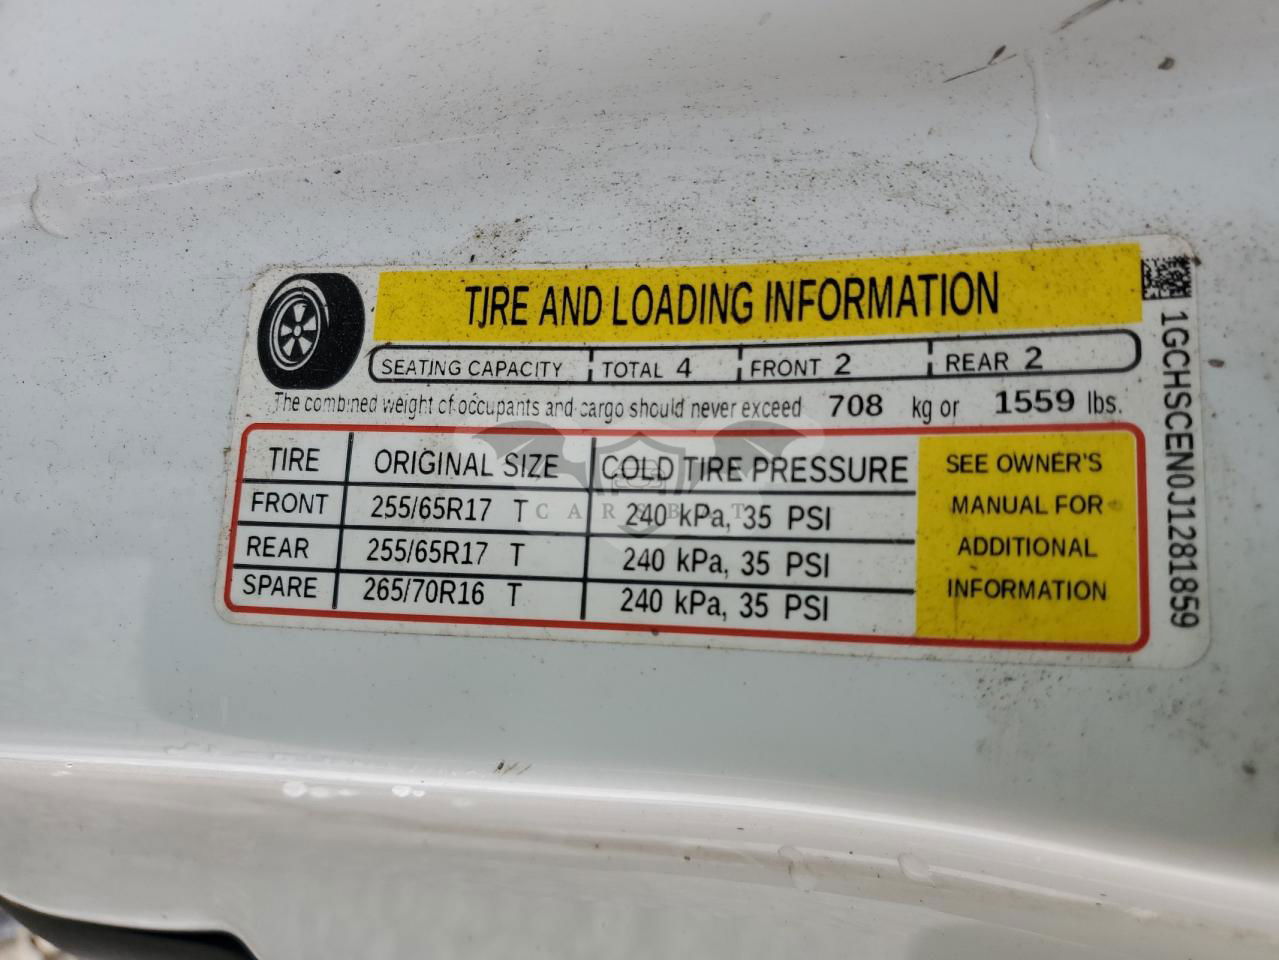 TIRE AND LOADING INFORMATION
SEATING CAPACITY TOTAL 4 FRONT 2 REAR 2
The combined weight of occupants and cargo should never exceed 708 kg or 1559 lbs.
TIRE ORIGINAL SIZE COLD TIRE PRESSURE
FRONT 255/65R17 T 240 kPa, 35 PSI
REAR 255/65R17 T 240 kPa, 35 PSI
SPARE 265/70R16 T 240 kPa, 35 PSI
SEE OWNER'S
MANUAL FOR
ADDITIONAL
INFORMATION
1GCHSCEN0J1281859
CARSBAT